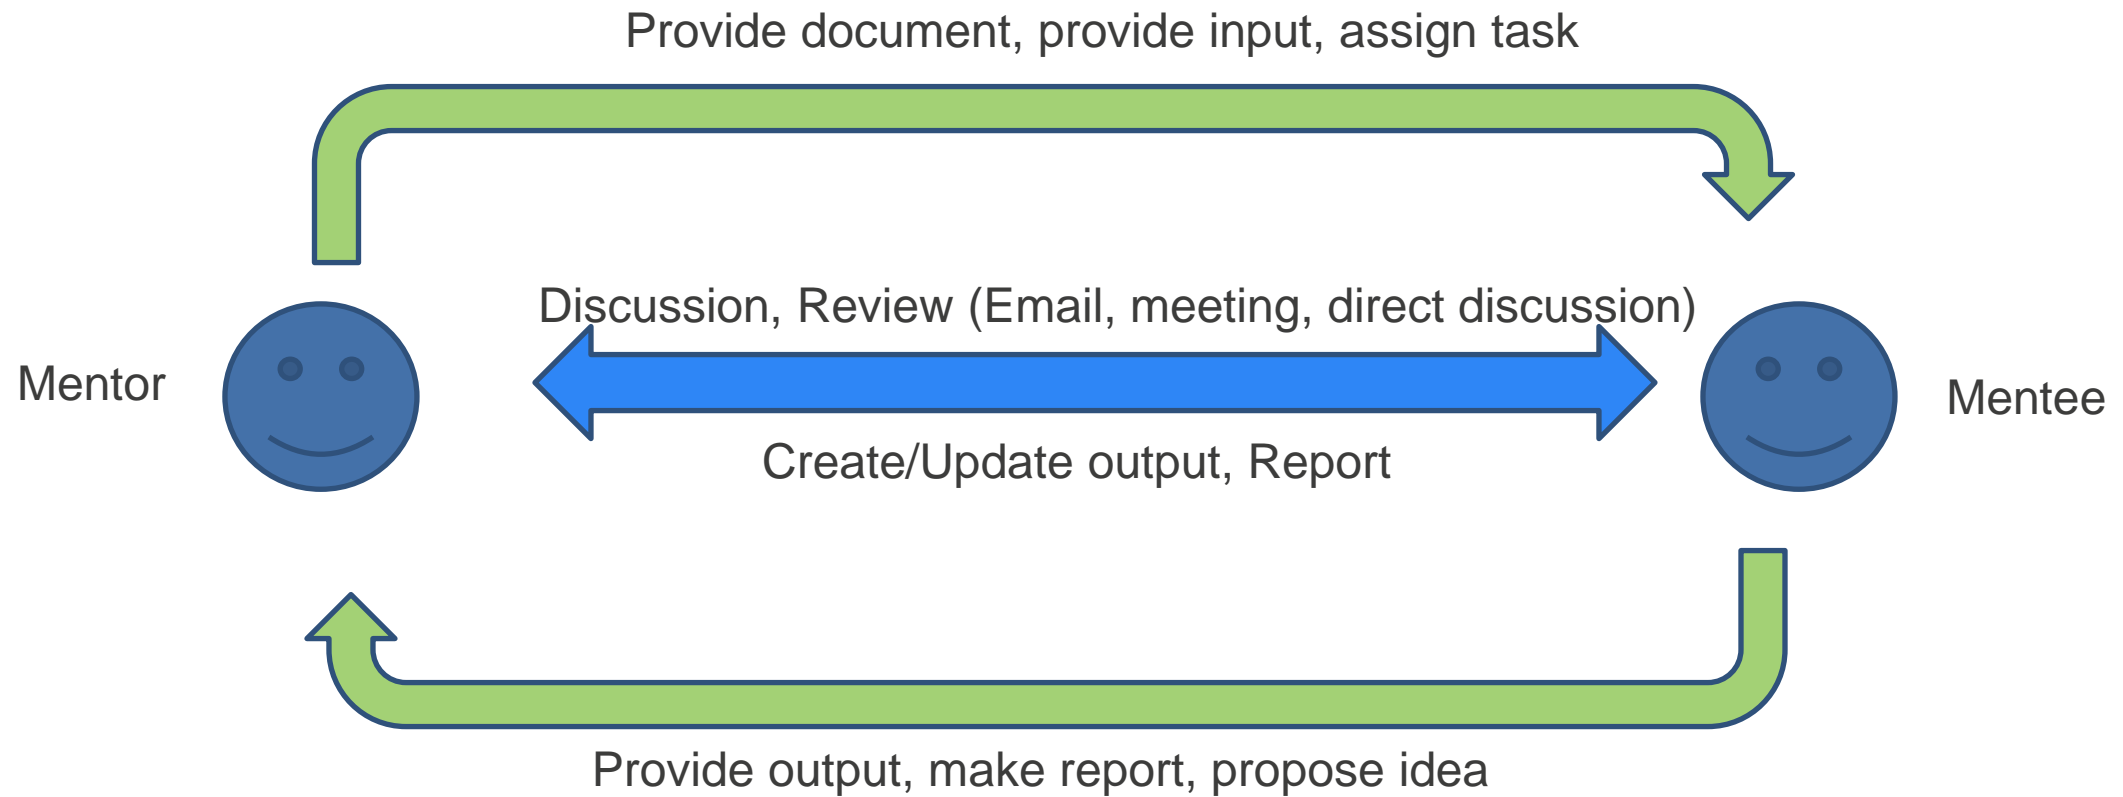 Provide document, provide input, assign task
Discussion, Review (Email, meeting, direct discussion)
Mentor
Mentee
Create/Update output, Report
Provide output, make report, propose idea